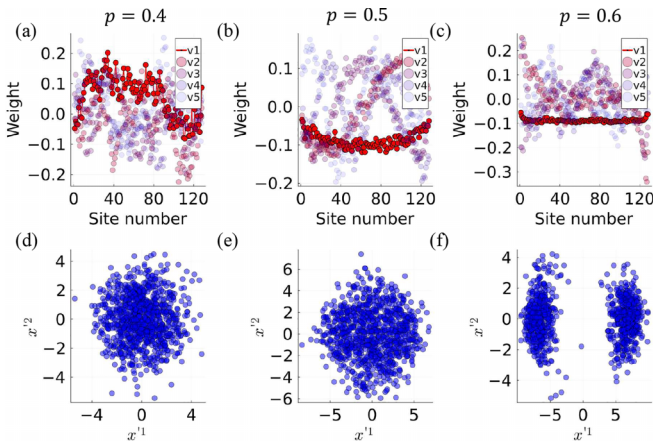 p = 0.4 p = 0.5 p = 0.6
(a) (b) (c)
Weight
0.2
0.1
0.0
-0.1
-0.2
v1
v2
v3
v4
v5
0 40 80 120
Site number
Weight
0.1
0.0
-0.1
-0.2
v1
v2
v3
v4
v5
0 40 80 120
Site number
Weight
0.2
0.1
0.0
-0.1
-0.2
-0.3
v1
v2
v3
v4
v5
0 40 80 120
Site number
(d) (e) (f)
x'2
4
2
0
-2
-4
-4 0 4
x'1
x'2
6
4
2
0
-2
-4
-6
-5 0 5
x'1
x'2
4
2
0
-2
-4
-5 0 5
x'1